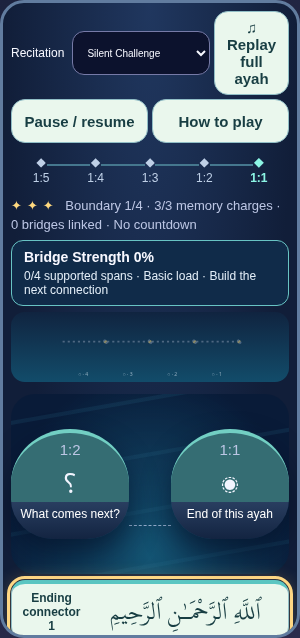 ♫
Recitation Silent Challenge Replay full ayah
Pause / resume How to play
1:5 1:4 1:3 1:2 1:1
✦ ✦ ✦ Boundary 1/4 · 3/3 memory charges ·
0 bridges linked · No countdown
Bridge Strength 0%
0/4 supported spans · Basic load · Build the
next connection
1:2 1:1
؟
What comes next? End of this ayah
Ending
connector
1
ٱللَّهِ ٱلرَّحْمَـٰنِ ٱلرَّحِيمِ